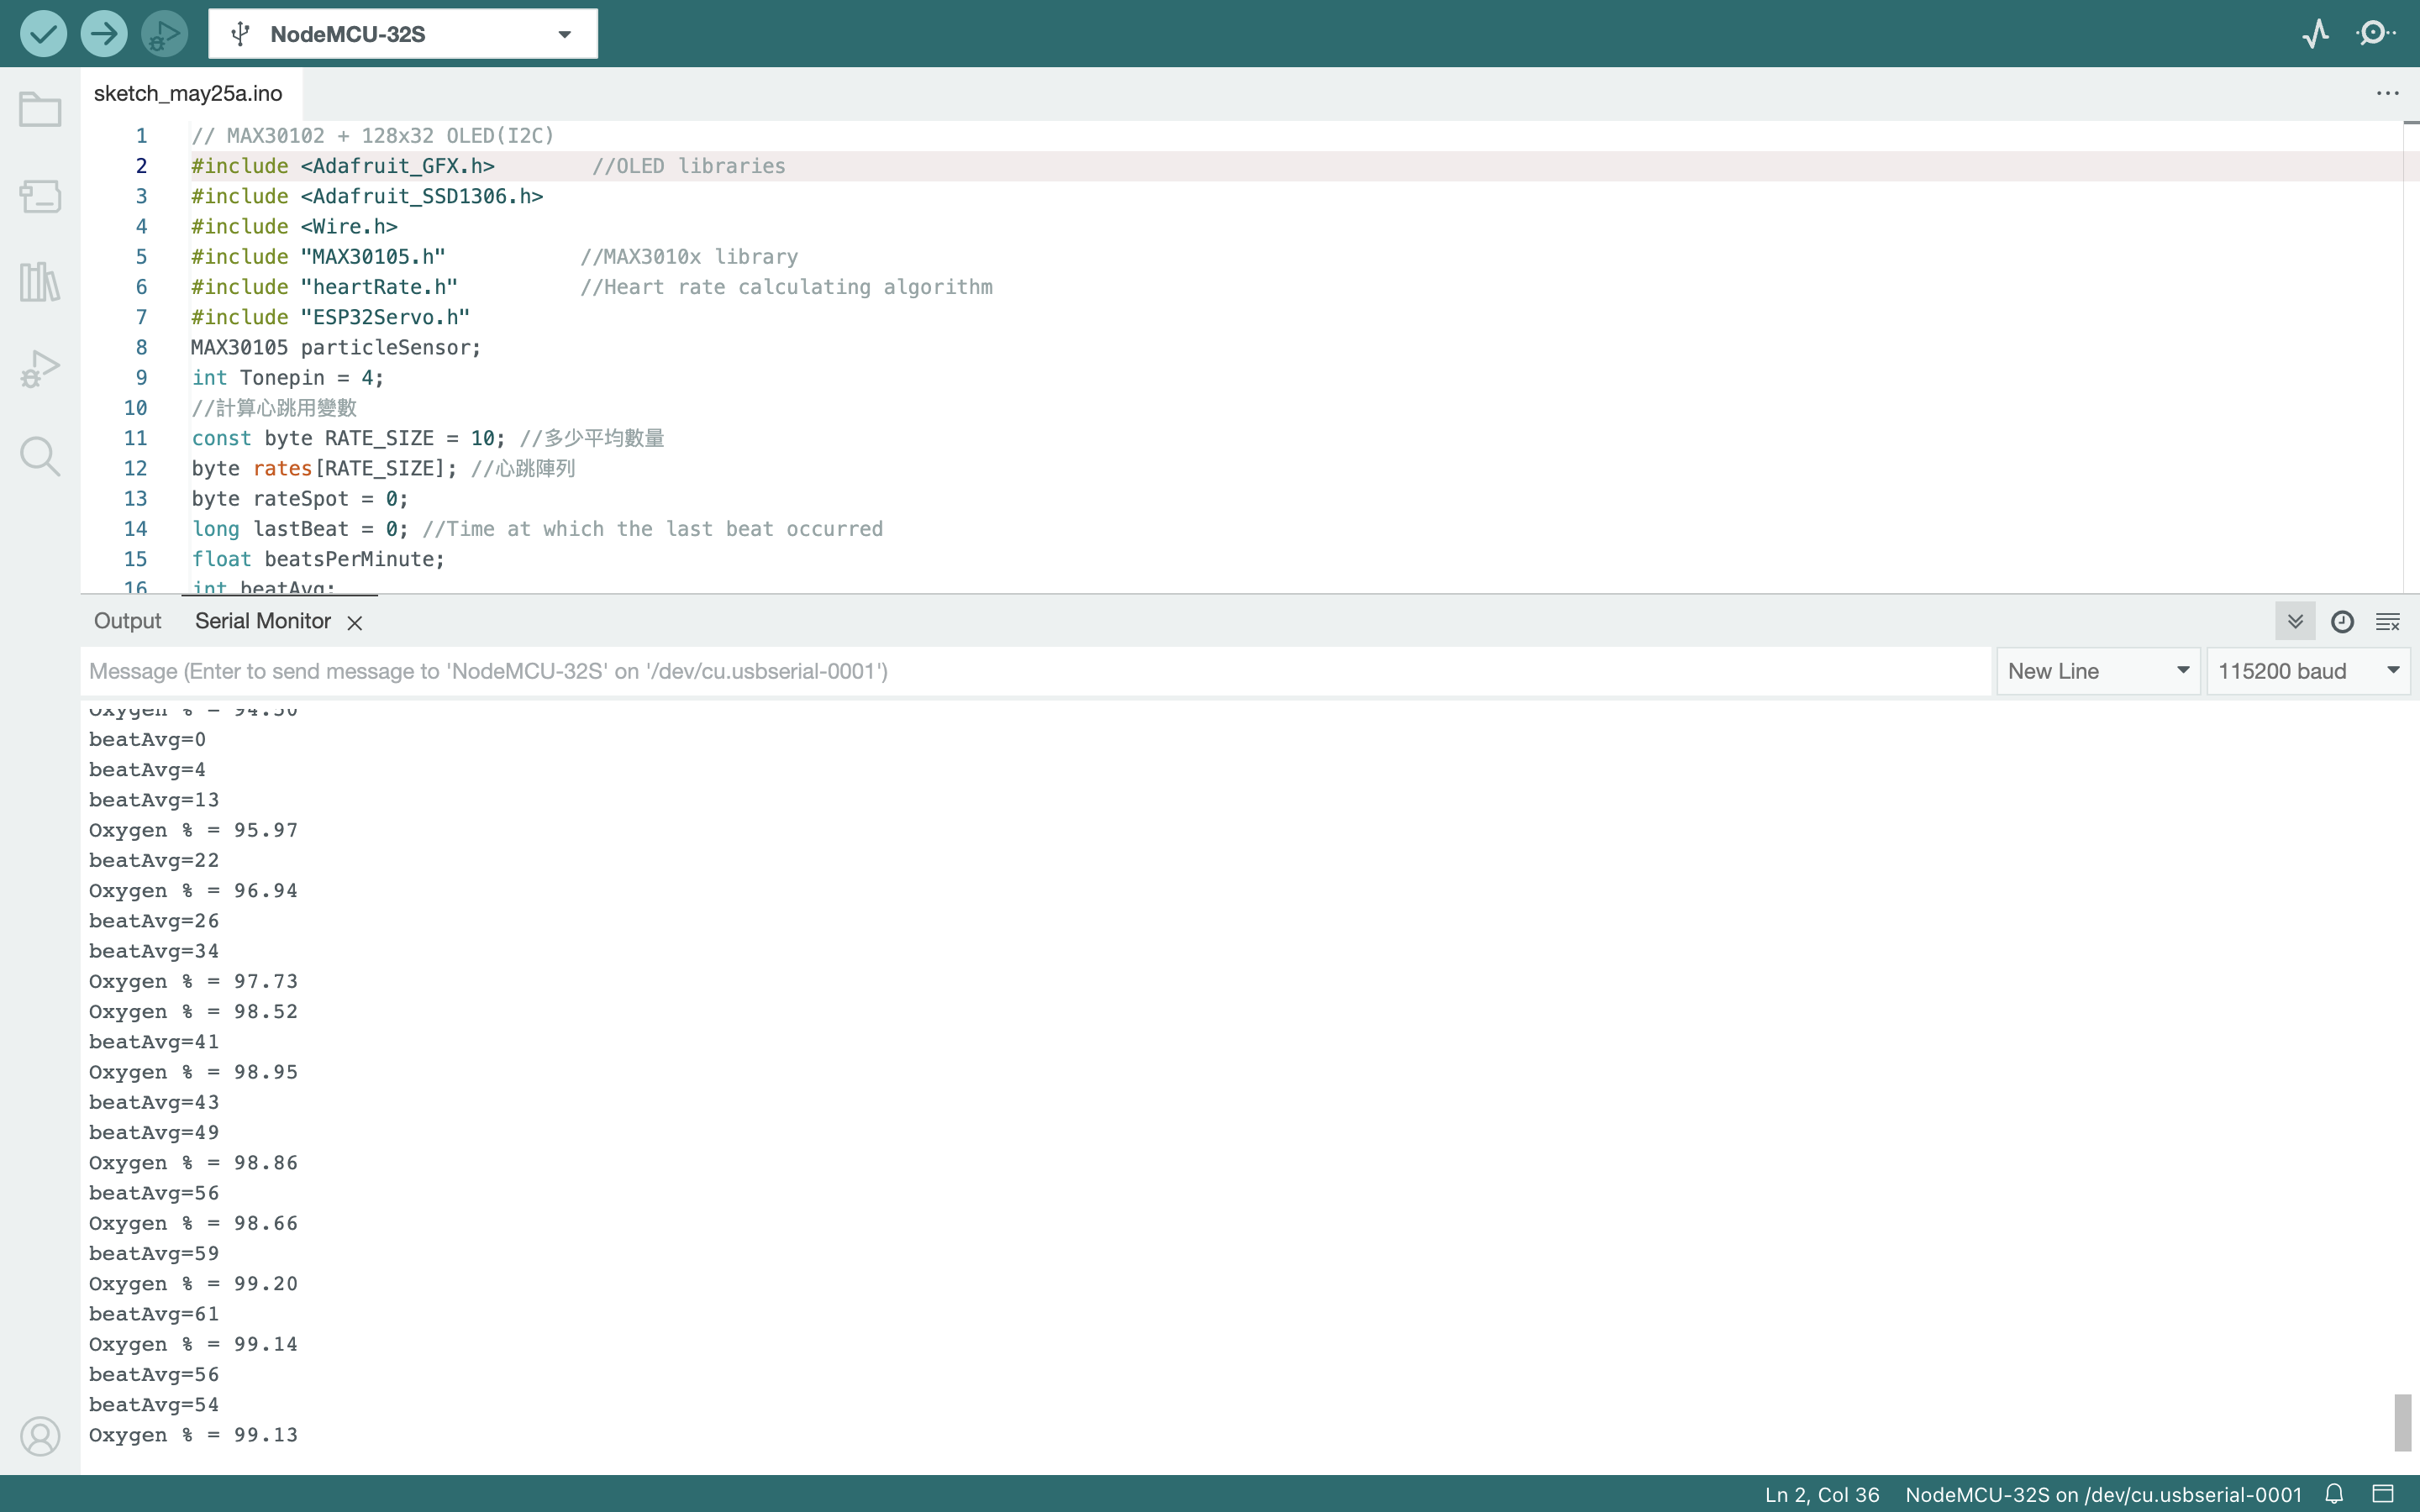 NodeMCU-32S
sketch_may25a.ino
1 // MAX30102 + 128x32 OLED(I2C)
2 #include <Adafruit_GFX.h>        //OLED libraries
3 #include <Adafruit_SSD1306.h>
4 #include <Wire.h>
5 #include "MAX30105.h"           //MAX3010x library
6 #include "heartRate.h"          //Heart rate calculating algorithm
7 #include "ESP32Servo.h"
8 MAX30105 particleSensor;
9 int Tonepin = 4;
10 //計算心跳用變數
11 const byte RATE_SIZE = 10; //多少平均數量
12 byte rates[RATE_SIZE]; //心跳陣列
13 byte rateSpot = 0;
14 long lastBeat = 0; //Time at which the last beat occurred
15 float beatsPerMinute;
16 int beatAvg;
Output Serial Monitor
Message (Enter to send message to 'NodeMCU-32S' on '/dev/cu.usbserial-0001') New Line 115200 baud
Oxygen % = 94.50
beatAvg=0
beatAvg=4
beatAvg=13
Oxygen % = 95.97
beatAvg=22
Oxygen % = 96.94
beatAvg=26
beatAvg=34
Oxygen % = 97.73
Oxygen % = 98.52
beatAvg=41
Oxygen % = 98.95
beatAvg=43
beatAvg=49
Oxygen % = 98.86
beatAvg=56
Oxygen % = 98.66
beatAvg=59
Oxygen % = 99.20
beatAvg=61
Oxygen % = 99.14
beatAvg=56
beatAvg=54
Oxygen % = 99.13
Ln 2, Col 36 NodeMCU-32S on /dev/cu.usbserial-0001